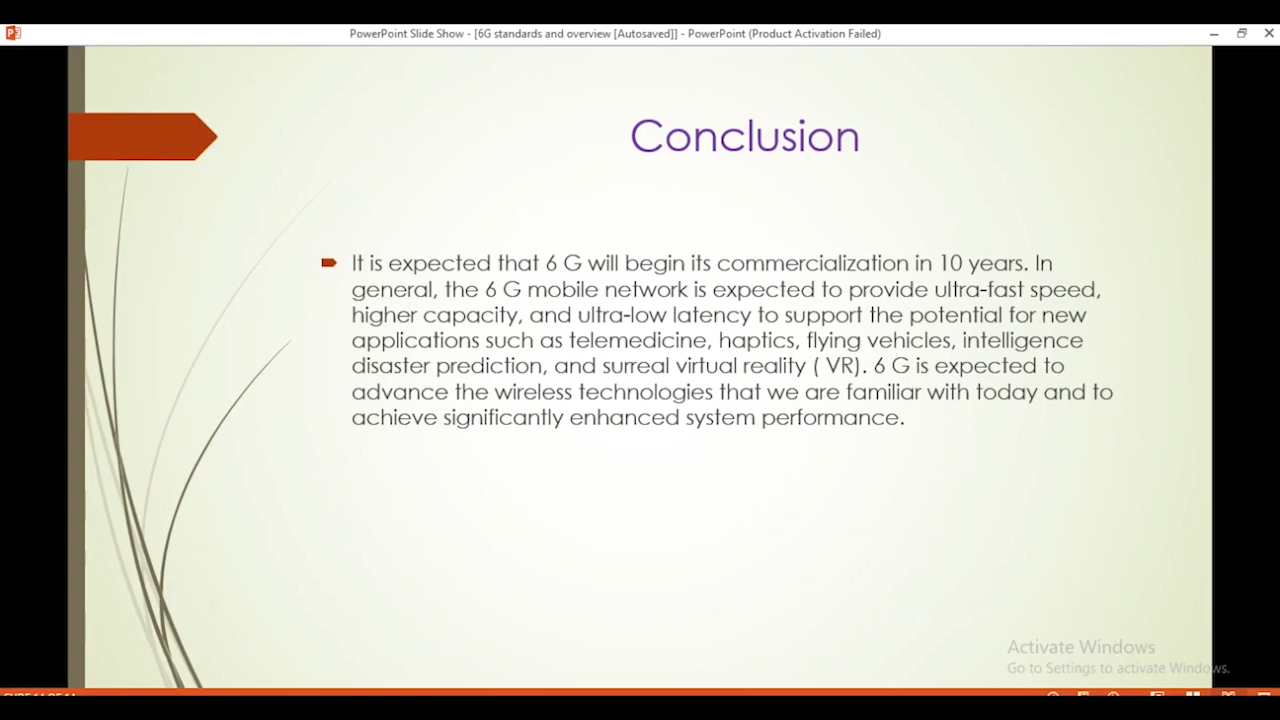 PowerPoint Slide Show - [6G standards and overview [Autosaved]] - PowerPoint (Product Activation Failed)
Conclusion
It is expected that 6 G will begin its commercialization in 10 years. In
general, the 6 G mobile network is expected to provide ultra-fast speed,
higher capacity, and ultra-low latency to support the potential for new
applications such as telemedicine, haptics, flying vehicles, intelligence
disaster prediction, and surreal virtual reality ( VR). 6 G is expected to
advance the wireless technologies that we are familiar with today and to
achieve significantly enhanced system performance.
Activate Windows
Go to Settings to activate Windows.